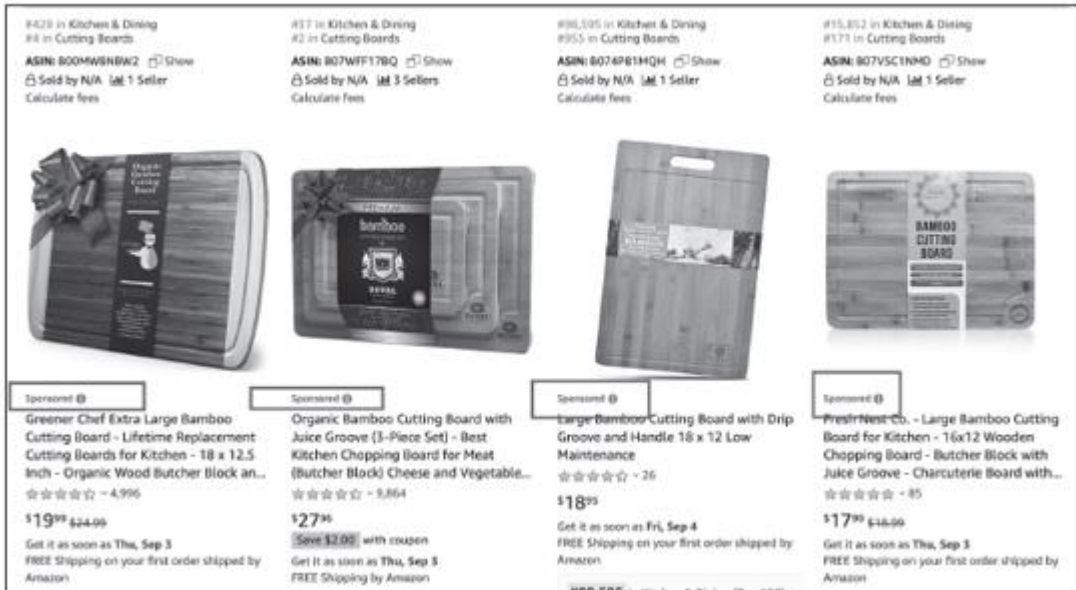 #429 in Kitchen & Dining
#4 in Cutting Boards
ASIN: B00MW8NBW2 Show
Sold by N/A 1 Seller
Calculate fees
Organic
Bamboo
Cutting
Board
Sponsored
Greener Chef Extra Large Bamboo
Cutting Board - Lifetime Replacement
Cutting Boards for Kitchen - 18 x 12.5
Inch - Organic Wood Butcher Block an...
4,996
$19⁹⁹ $24.99
Get it as soon as Thu, Sep 3
FREE Shipping on your first order shipped by
Amazon
#37 in Kitchen & Dining
#2 in Cutting Boards
ASIN: B07WFF17BQ Show
Sold by N/A 3 Sellers
Calculate fees
bamboo
ROYAL
Sponsored
Organic Bamboo Cutting Board with
Juice Groove (3-Piece Set) - Best
Kitchen Chopping Board for Meat
(Butcher Block) Cheese and Vegetable...
9,864
$27⁹⁶
Save $2.00 with coupon
Get it as soon as Thu, Sep 3
FREE Shipping by Amazon
#98,595 in Kitchen & Dining
#955 in Cutting Boards
ASIN: B074P81MQH Show
Sold by N/A 1 Seller
Calculate fees
Sponsored
Large Bamboo Cutting Board with Drip
Groove and Handle 18 x 12 Low
Maintenance
26
$18⁹⁵
Get it as soon as Fri, Sep 4
FREE Shipping on your first order shipped by
Amazon
#15,852 in Kitchen & Dining
#171 in Cutting Boards
ASIN: B07VSC1NMD Show
Sold by N/A 1 Seller
Calculate fees
BAMBOO
CUTTING
BOARD
Sponsored
Fresh Nest Co. - Large Bamboo Cutting
Board for Kitchen - 16x12 Wooden
Chopping Board - Butcher Block with
Juice Groove - Charcuterie Board with...
85
$17⁹⁰ $18.99
Get it as soon as Thu, Sep 3
FREE Shipping on your first order shipped by
Amazon